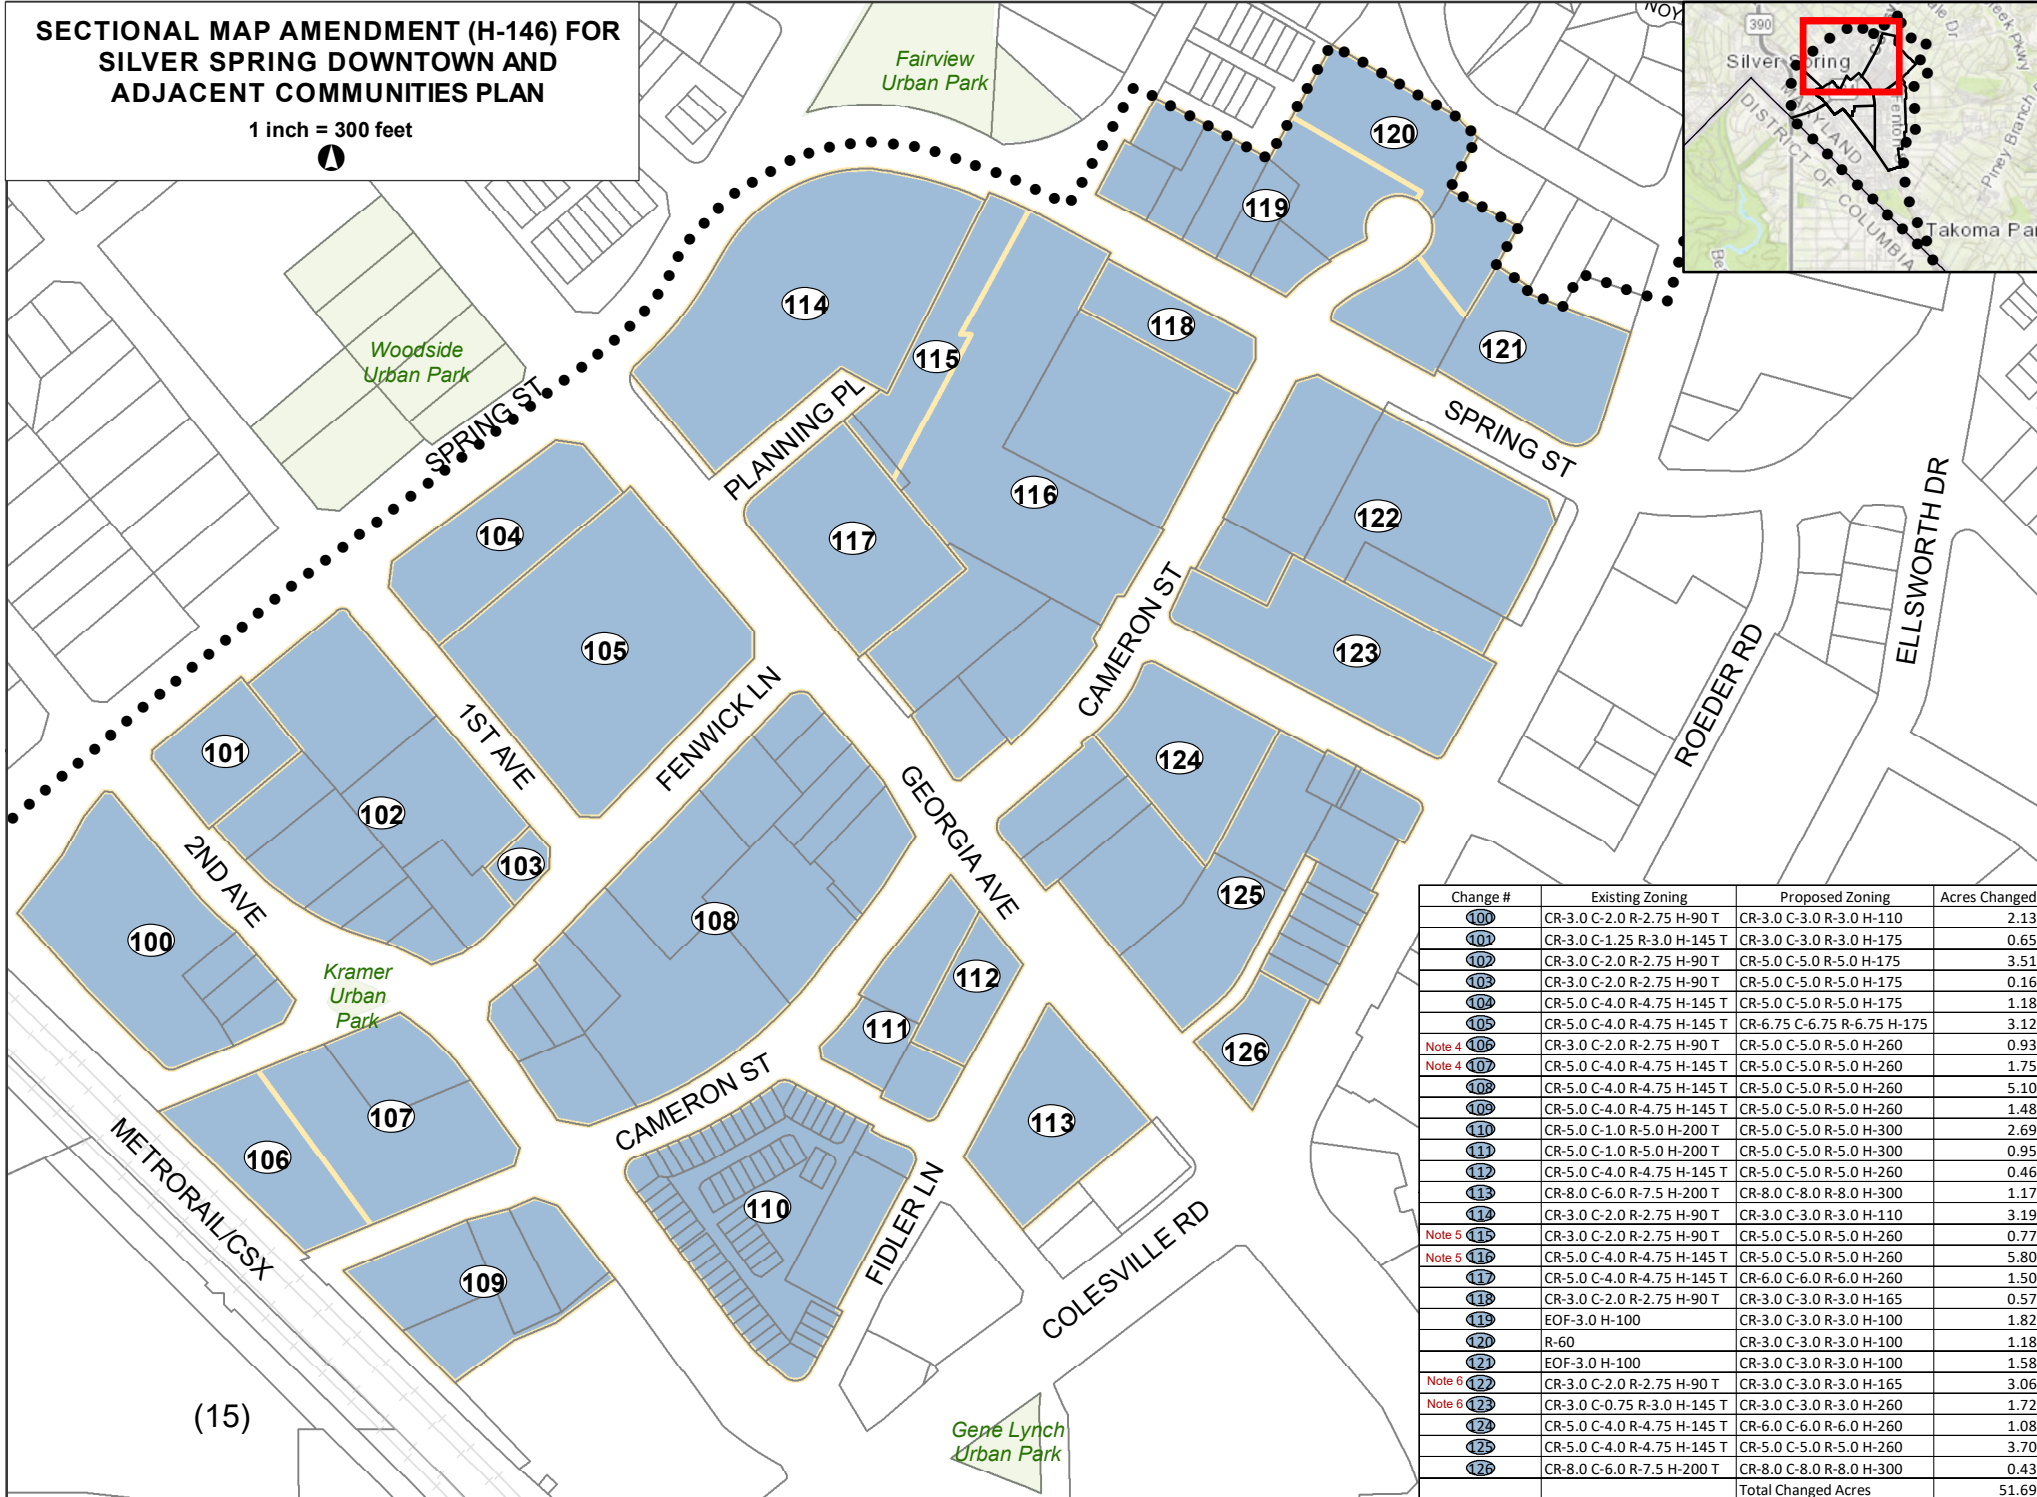 SECTIONAL MAP AMENDMENT (H-146) FOR
SILVER SPRING DOWNTOWN AND
ADJACENT COMMUNITIES PLAN
1 inch = 300 feet
Fairview
Urban Park
NOY
390
Silver Spring
MARYLAND
DISTRICT OF COLUMBIA
Fenton
Piney Branch
Takoma Par
ale Dr
reek Pkwy
Woodside
Urban Park
SPRING ST
PLANNING PL
SPRING ST
ELLSWORTH DR
ROEDER RD
CAMERON ST
1ST AVE
FENWICK LN
GEORGIA AVE
2ND AVE
Kramer
Urban
Park
CAMERON ST
METRORAIL/CSX
FIDLER LN
COLESVILLE RD
Gene Lynch
Urban Park
(15)
120
119
114
118
115
121
116
122
104
117
105
123
101
124
102
103
125
108
100
112
111
126
113
107
106
110
109
Change # Existing Zoning Proposed Zoning Acres Changed
100 CR-3.0 C-2.0 R-2.75 H-90 T CR-3.0 C-3.0 R-3.0 H-110 2.13
101 CR-3.0 C-1.25 R-3.0 H-145 T CR-3.0 C-3.0 R-3.0 H-175 0.65
102 CR-3.0 C-2.0 R-2.75 H-90 T CR-5.0 C-5.0 R-5.0 H-175 3.51
103 CR-3.0 C-2.0 R-2.75 H-90 T CR-5.0 C-5.0 R-5.0 H-175 0.16
104 CR-5.0 C-4.0 R-4.75 H-145 T CR-5.0 C-5.0 R-5.0 H-175 1.18
105 CR-5.0 C-4.0 R-4.75 H-145 T CR-6.75 C-6.75 R-6.75 H-175 3.12
Note 4 106 CR-3.0 C-2.0 R-2.75 H-90 T CR-5.0 C-5.0 R-5.0 H-260 0.93
Note 4 107 CR-5.0 C-4.0 R-4.75 H-145 T CR-5.0 C-5.0 R-5.0 H-260 1.75
108 CR-5.0 C-4.0 R-4.75 H-145 T CR-5.0 C-5.0 R-5.0 H-260 5.10
109 CR-5.0 C-4.0 R-4.75 H-145 T CR-5.0 C-5.0 R-5.0 H-260 1.48
110 CR-5.0 C-1.0 R-5.0 H-200 T CR-5.0 C-5.0 R-5.0 H-300 2.69
111 CR-5.0 C-1.0 R-5.0 H-200 T CR-5.0 C-5.0 R-5.0 H-300 0.95
112 CR-5.0 C-4.0 R-4.75 H-145 T CR-5.0 C-5.0 R-5.0 H-260 0.46
113 CR-8.0 C-6.0 R-7.5 H-200 T CR-8.0 C-8.0 R-8.0 H-300 1.17
114 CR-3.0 C-2.0 R-2.75 H-90 T CR-3.0 C-3.0 R-3.0 H-110 3.19
Note 5 115 CR-3.0 C-2.0 R-2.75 H-90 T CR-5.0 C-5.0 R-5.0 H-260 0.77
Note 5 116 CR-5.0 C-4.0 R-4.75 H-145 T CR-5.0 C-5.0 R-5.0 H-260 5.80
117 CR-5.0 C-4.0 R-4.75 H-145 T CR-6.0 C-6.0 R-6.0 H-260 1.50
118 CR-3.0 C-2.0 R-2.75 H-90 T CR-3.0 C-3.0 R-3.0 H-165 0.57
119 EOF-3.0 H-100 CR-3.0 C-3.0 R-3.0 H-100 1.82
120 R-60 CR-3.0 C-3.0 R-3.0 H-100 1.18
121 EOF-3.0 H-100 CR-3.0 C-3.0 R-3.0 H-100 1.58
Note 6 122 CR-3.0 C-2.0 R-2.75 H-90 T CR-3.0 C-3.0 R-3.0 H-165 3.06
Note 6 123 CR-3.0 C-0.75 R-3.0 H-145 T CR-3.0 C-3.0 R-3.0 H-260 1.72
124 CR-5.0 C-4.0 R-4.75 H-145 T CR-6.0 C-6.0 R-6.0 H-260 1.08
125 CR-5.0 C-4.0 R-4.75 H-145 T CR-5.0 C-5.0 R-5.0 H-260 3.70
126 CR-8.0 C-6.0 R-7.5 H-200 T CR-8.0 C-8.0 R-8.0 H-300 0.43
Total Changed Acres 51.69